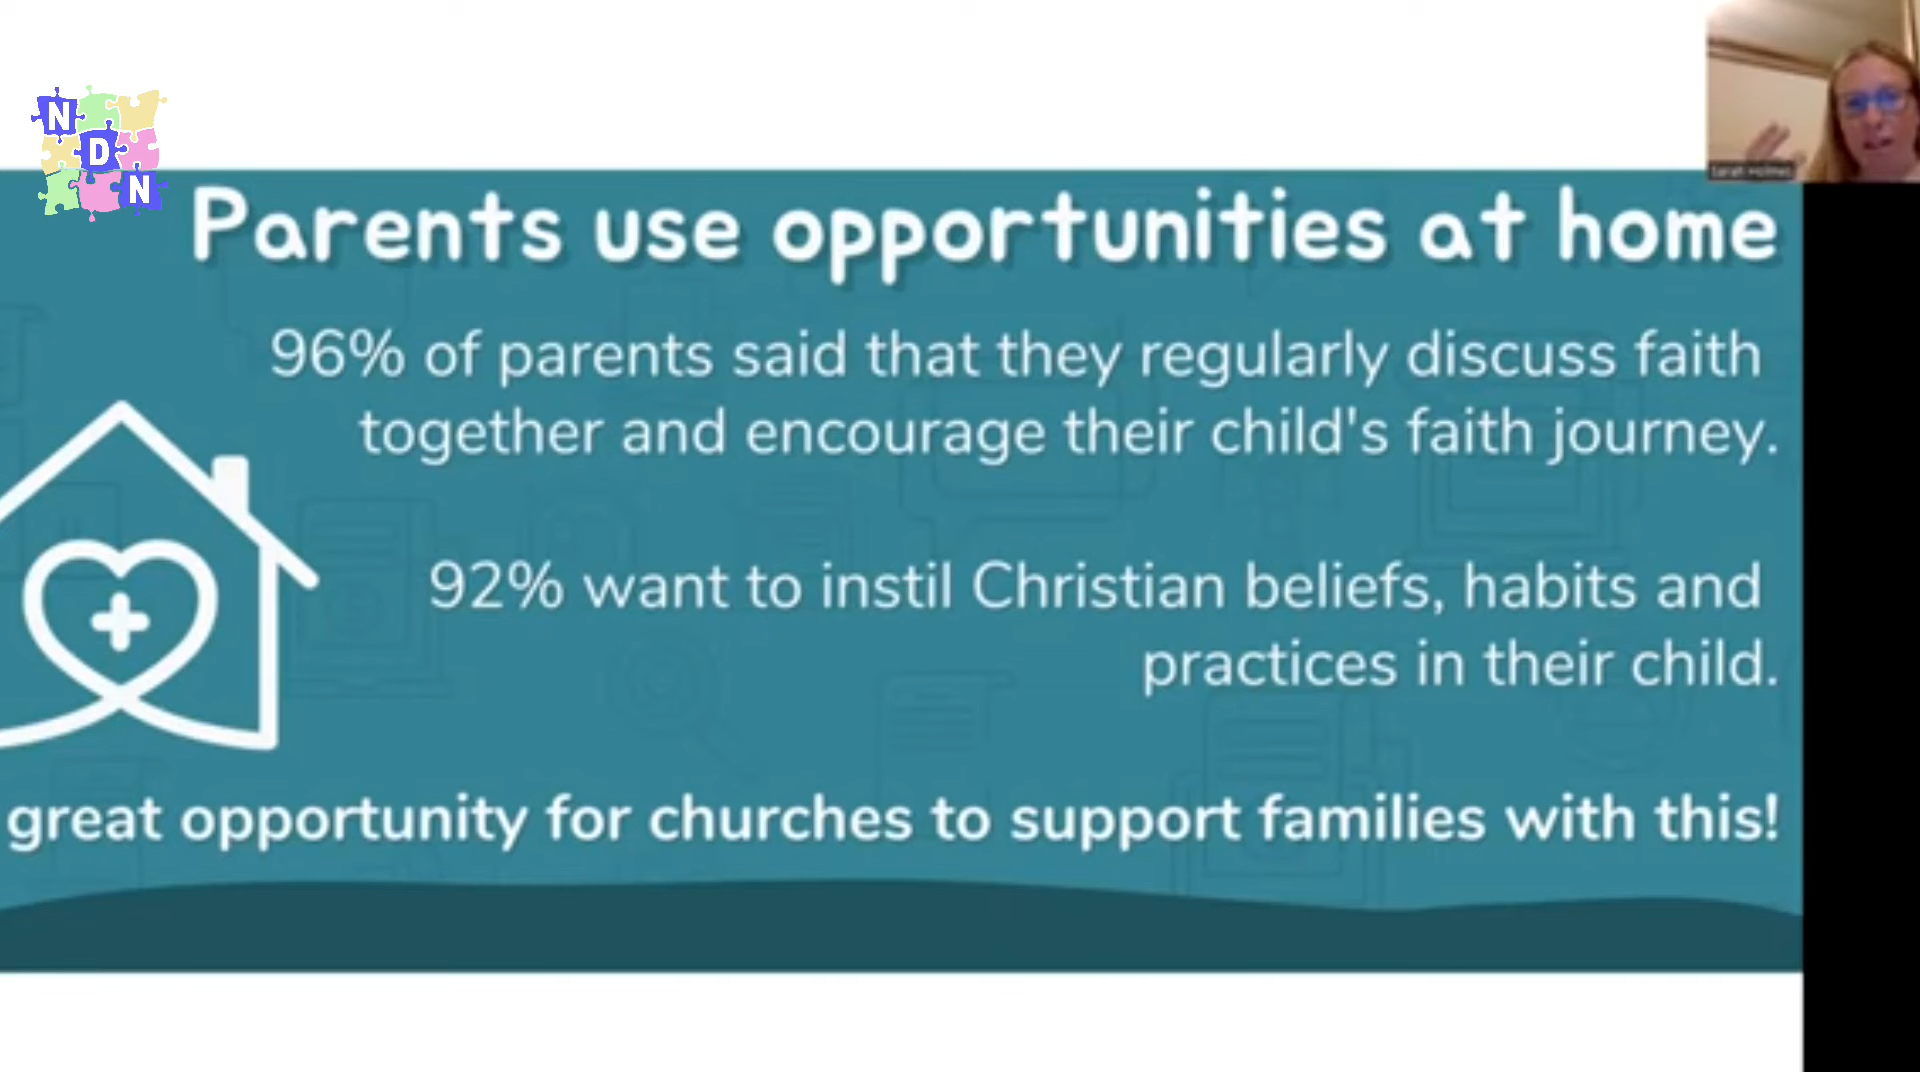 N
D
N
Parents use opportunities at home
96% of parents said that they regularly discuss faith
together and encourage their child's faith journey.
92% want to instil Christian beliefs, habits and
practices in their child.
great opportunity for churches to support families with this!
Sarah Holmes